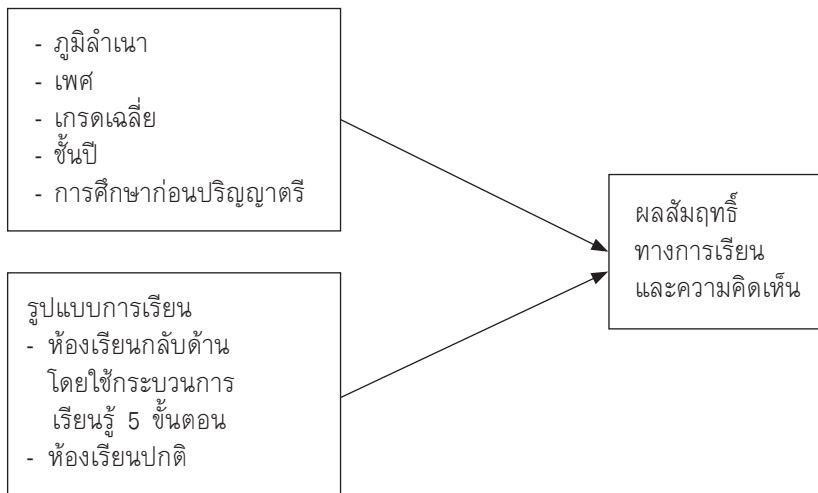 - ภูมิลำเนา
- เพศ
- เกรดเฉลี่ย
- ชั้นปี
- การศึกษาก่อนปริญญาตรี
รูปแบบการเรียน
- ห้องเรียนกลับด้าน
โดยใช้กระบวนการ
เรียนรู้ 5 ขั้นตอน
- ห้องเรียนปกติ
ผลสัมฤทธิ์
ทางการเรียน
และความคิดเห็น